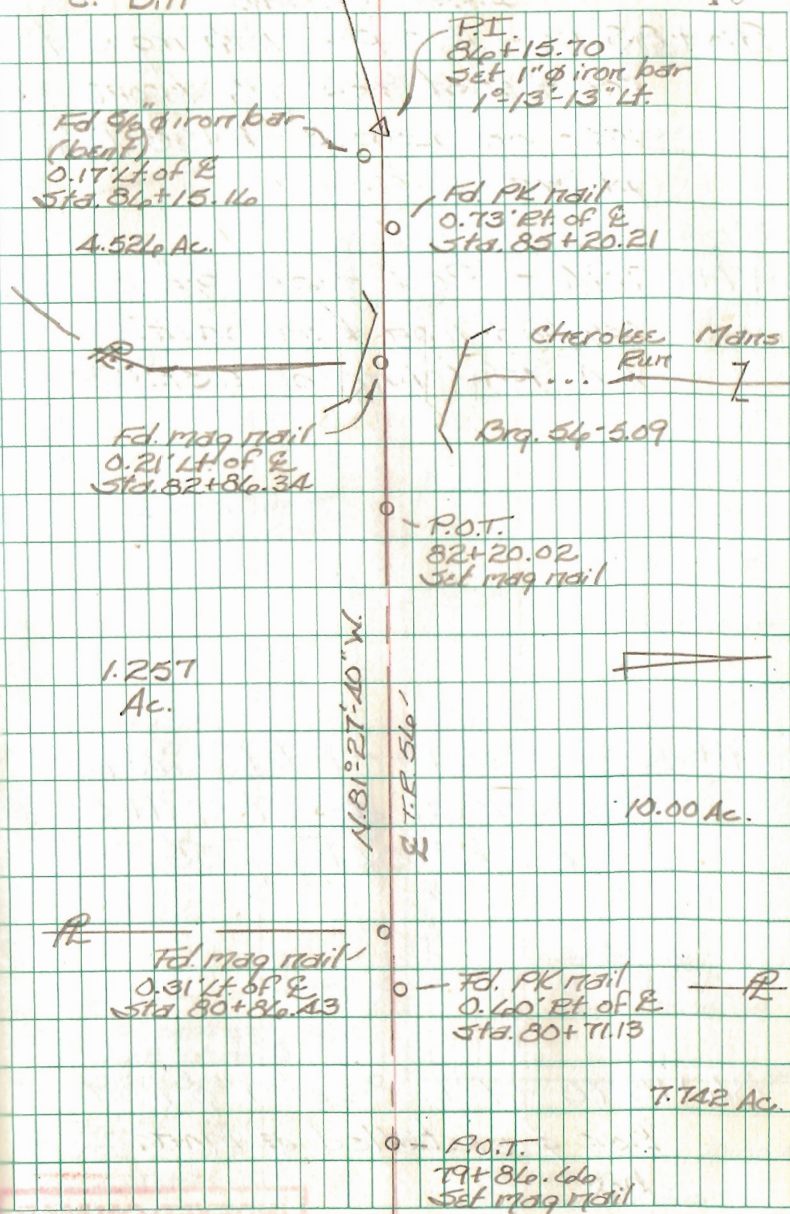 P.I.
86+15.70
Set 1"ø iron bar
1°-13'-13" Lt.
Fd 5/8"ø iron bar
(bent)
0.17' Lt of ℄
Sta. 86+15.16
Fd. PK nail
0.73' Rt. of ℄
Sta. 85+20.21
4.526 Ac.
Cherokee Mans
Run
℄
Brg. 56-5.09
Fd. mag nail
0.21' Lt of ℄
Sta. 82+86.34
P.O.T.
82+20.02
Set mag nail
1.257
Ac.
N.81°-27'-40" W.
℄ T.R. 56
10.00 Ac.
PL
Fd. mag nail
0.31' Lt. of ℄
Sta 80+86.43
Fd. PK nail
0.60' Rt. of ℄
Sta. 80+71.13
PL
7.742 Ac.
P.O.T.
79+86.66
Set mag nail